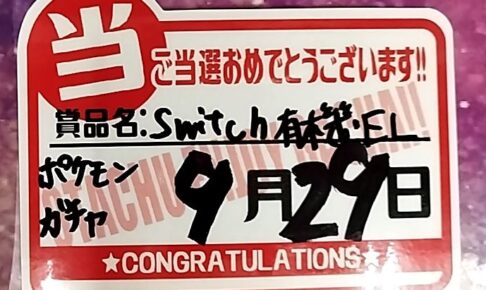 当
ご当選おめでとうございます!!
賞品名:Switch有機EL
ポケモン
ガチャ
9月29日
★CONGRATULATIONS★